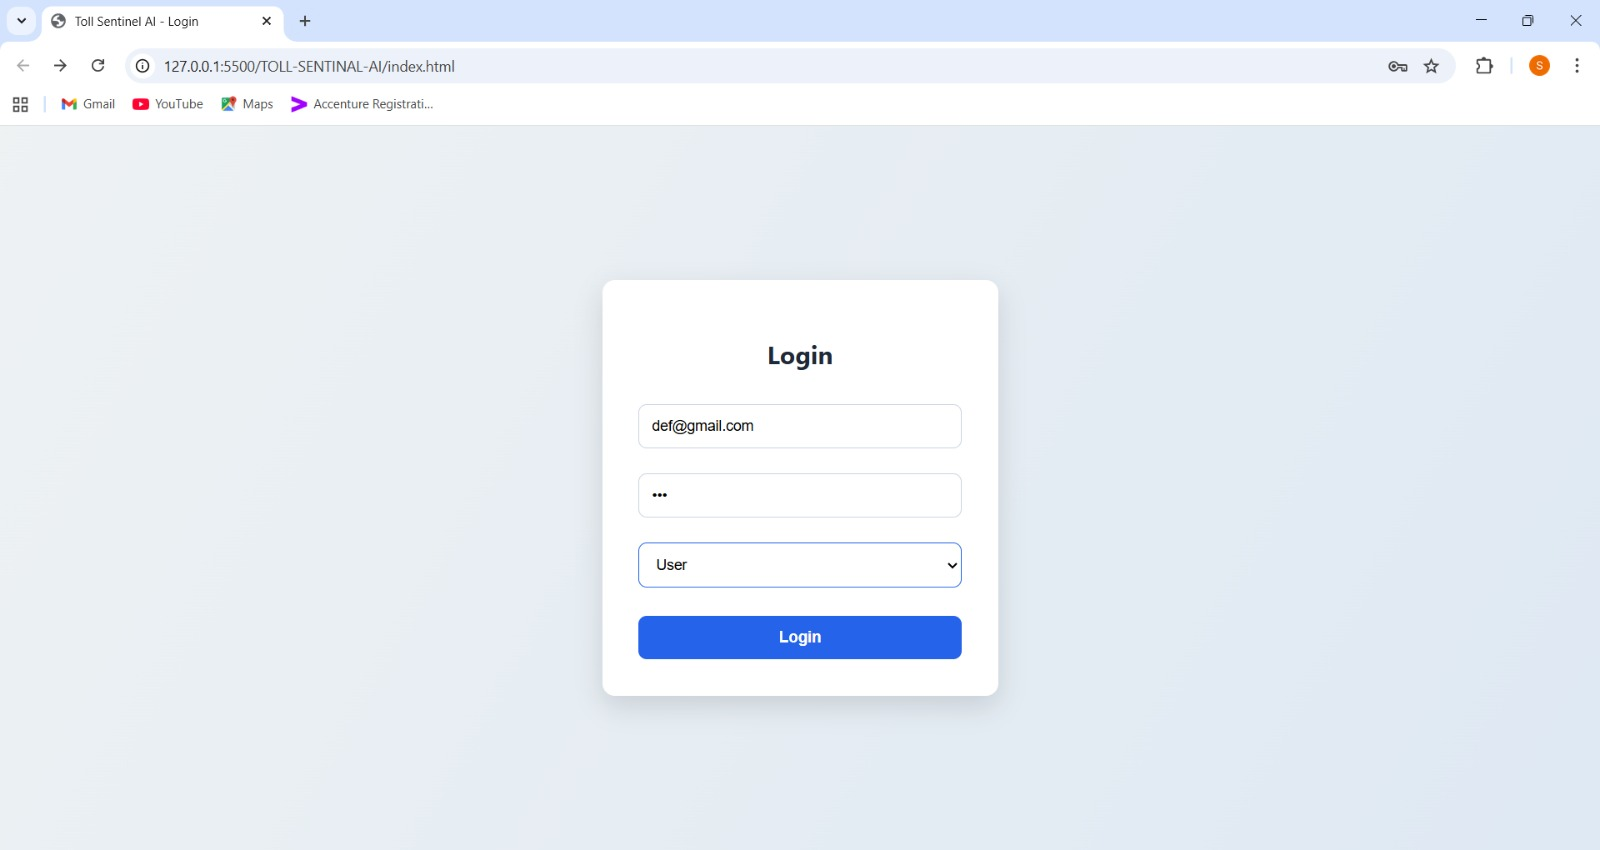 Toll Sentinel AI - Login
127.0.0.1:5500/TOLL-SENTINAL-AI/index.html
S
Gmail
YouTube
Maps
Accenture Registrati...
Login
def@gmail.com
•••
User
Login